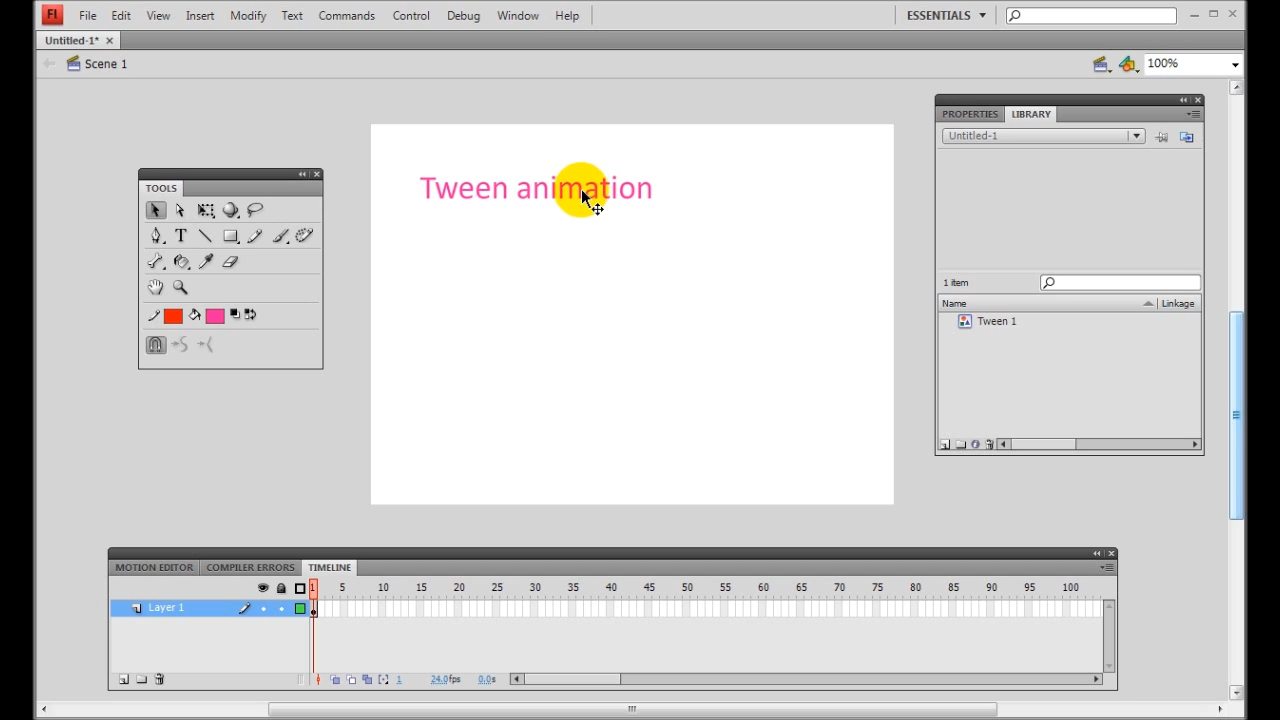 Fl File Edit View Insert Modify Text Commands Control Debug Window Help ESSENTIALS
Untitled-1*
Scene 1 100%
PROPERTIES LIBRARY
Untitled-1
TOOLS
Tween animation
T
1 item
Name Linkage
Tween 1
MOTION EDITOR COMPILER ERRORS TIMELINE
1 5 10 15 20 25 30 35 40 45 50 55 60 65 70 75 80 85 90 95 100
Layer 1
1 24.0fps 0.0s